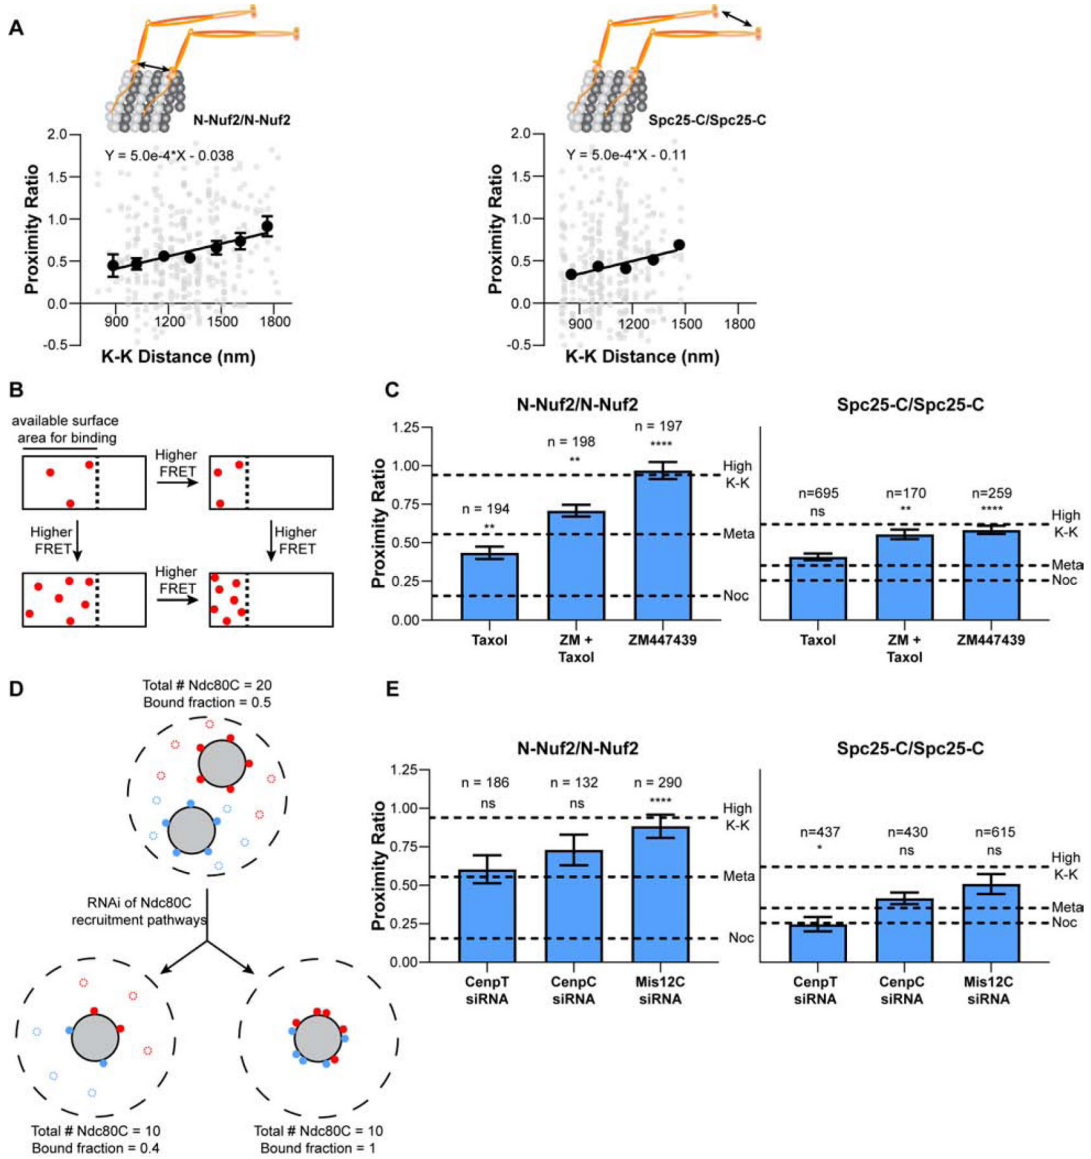 A
N-Nuf2/N-Nuf2
Y = 5.0e-4*X - 0.038
Proximity Ratio
2.0
1.5
1.0
0.5
0.0
-0.5
900
1200
1500
1800
K-K Distance (nm)
Spc25-C/Spc25-C
Y = 5.0e-4*X - 0.11
Proximity Ratio
2.0
1.5
1.0
0.5
0.0
-0.5
900
1200
1500
1800
K-K Distance (nm)
B
available surface
area for binding
Higher
FRET
Higher
FRET
Higher
FRET
Higher
FRET
C
N-Nuf2/N-Nuf2
Proximity Ratio
1.25
1.00
0.75
0.50
0.25
0.00
n = 194
**
n = 198
**
n = 197
****
High
K-K
Meta
Noc
Taxol
ZM +
Taxol
ZM447439
Spc25-C/Spc25-C
n=695
ns
n=170
**
n=259
****
High
K-K
Meta
Noc
Taxol
ZM +
Taxol
ZM447439
D
Total # Ndc80C = 20
Bound fraction = 0.5
RNAi of Ndc80C
recruitment pathways
Total # Ndc80C = 10
Bound fraction = 0.4
Total # Ndc80C = 10
Bound fraction = 1
E
N-Nuf2/N-Nuf2
Proximity Ratio
1.25
1.00
0.75
0.50
0.25
0.00
n = 186
ns
n = 132
ns
n = 290
****
High
K-K
Meta
Noc
CenpT
siRNA
CenpC
siRNA
Mis12C
siRNA
Spc25-C/Spc25-C
n=437
*
n=430
ns
n=615
ns
High
K-K
Meta
Noc
CenpT
siRNA
CenpC
siRNA
Mis12C
siRNA